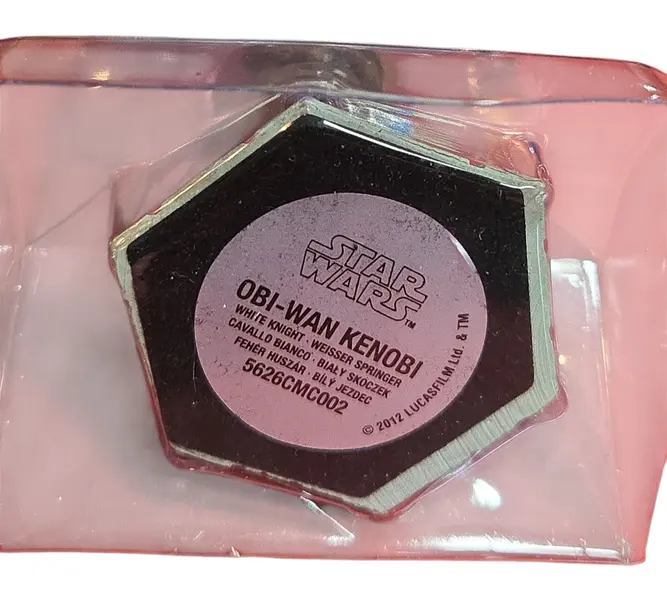 STAR
WARS™
OBI-WAN KENOBI
WHITE KNIGHT · WEISSER SPRINGER
CAVALLO BIANCO · BIAŁY SKOCZEK
FEHÉR HUSZÁR · BÍLÝ JEZDEC
5626CMC002
© 2012 LUCASFILM Ltd. & TM